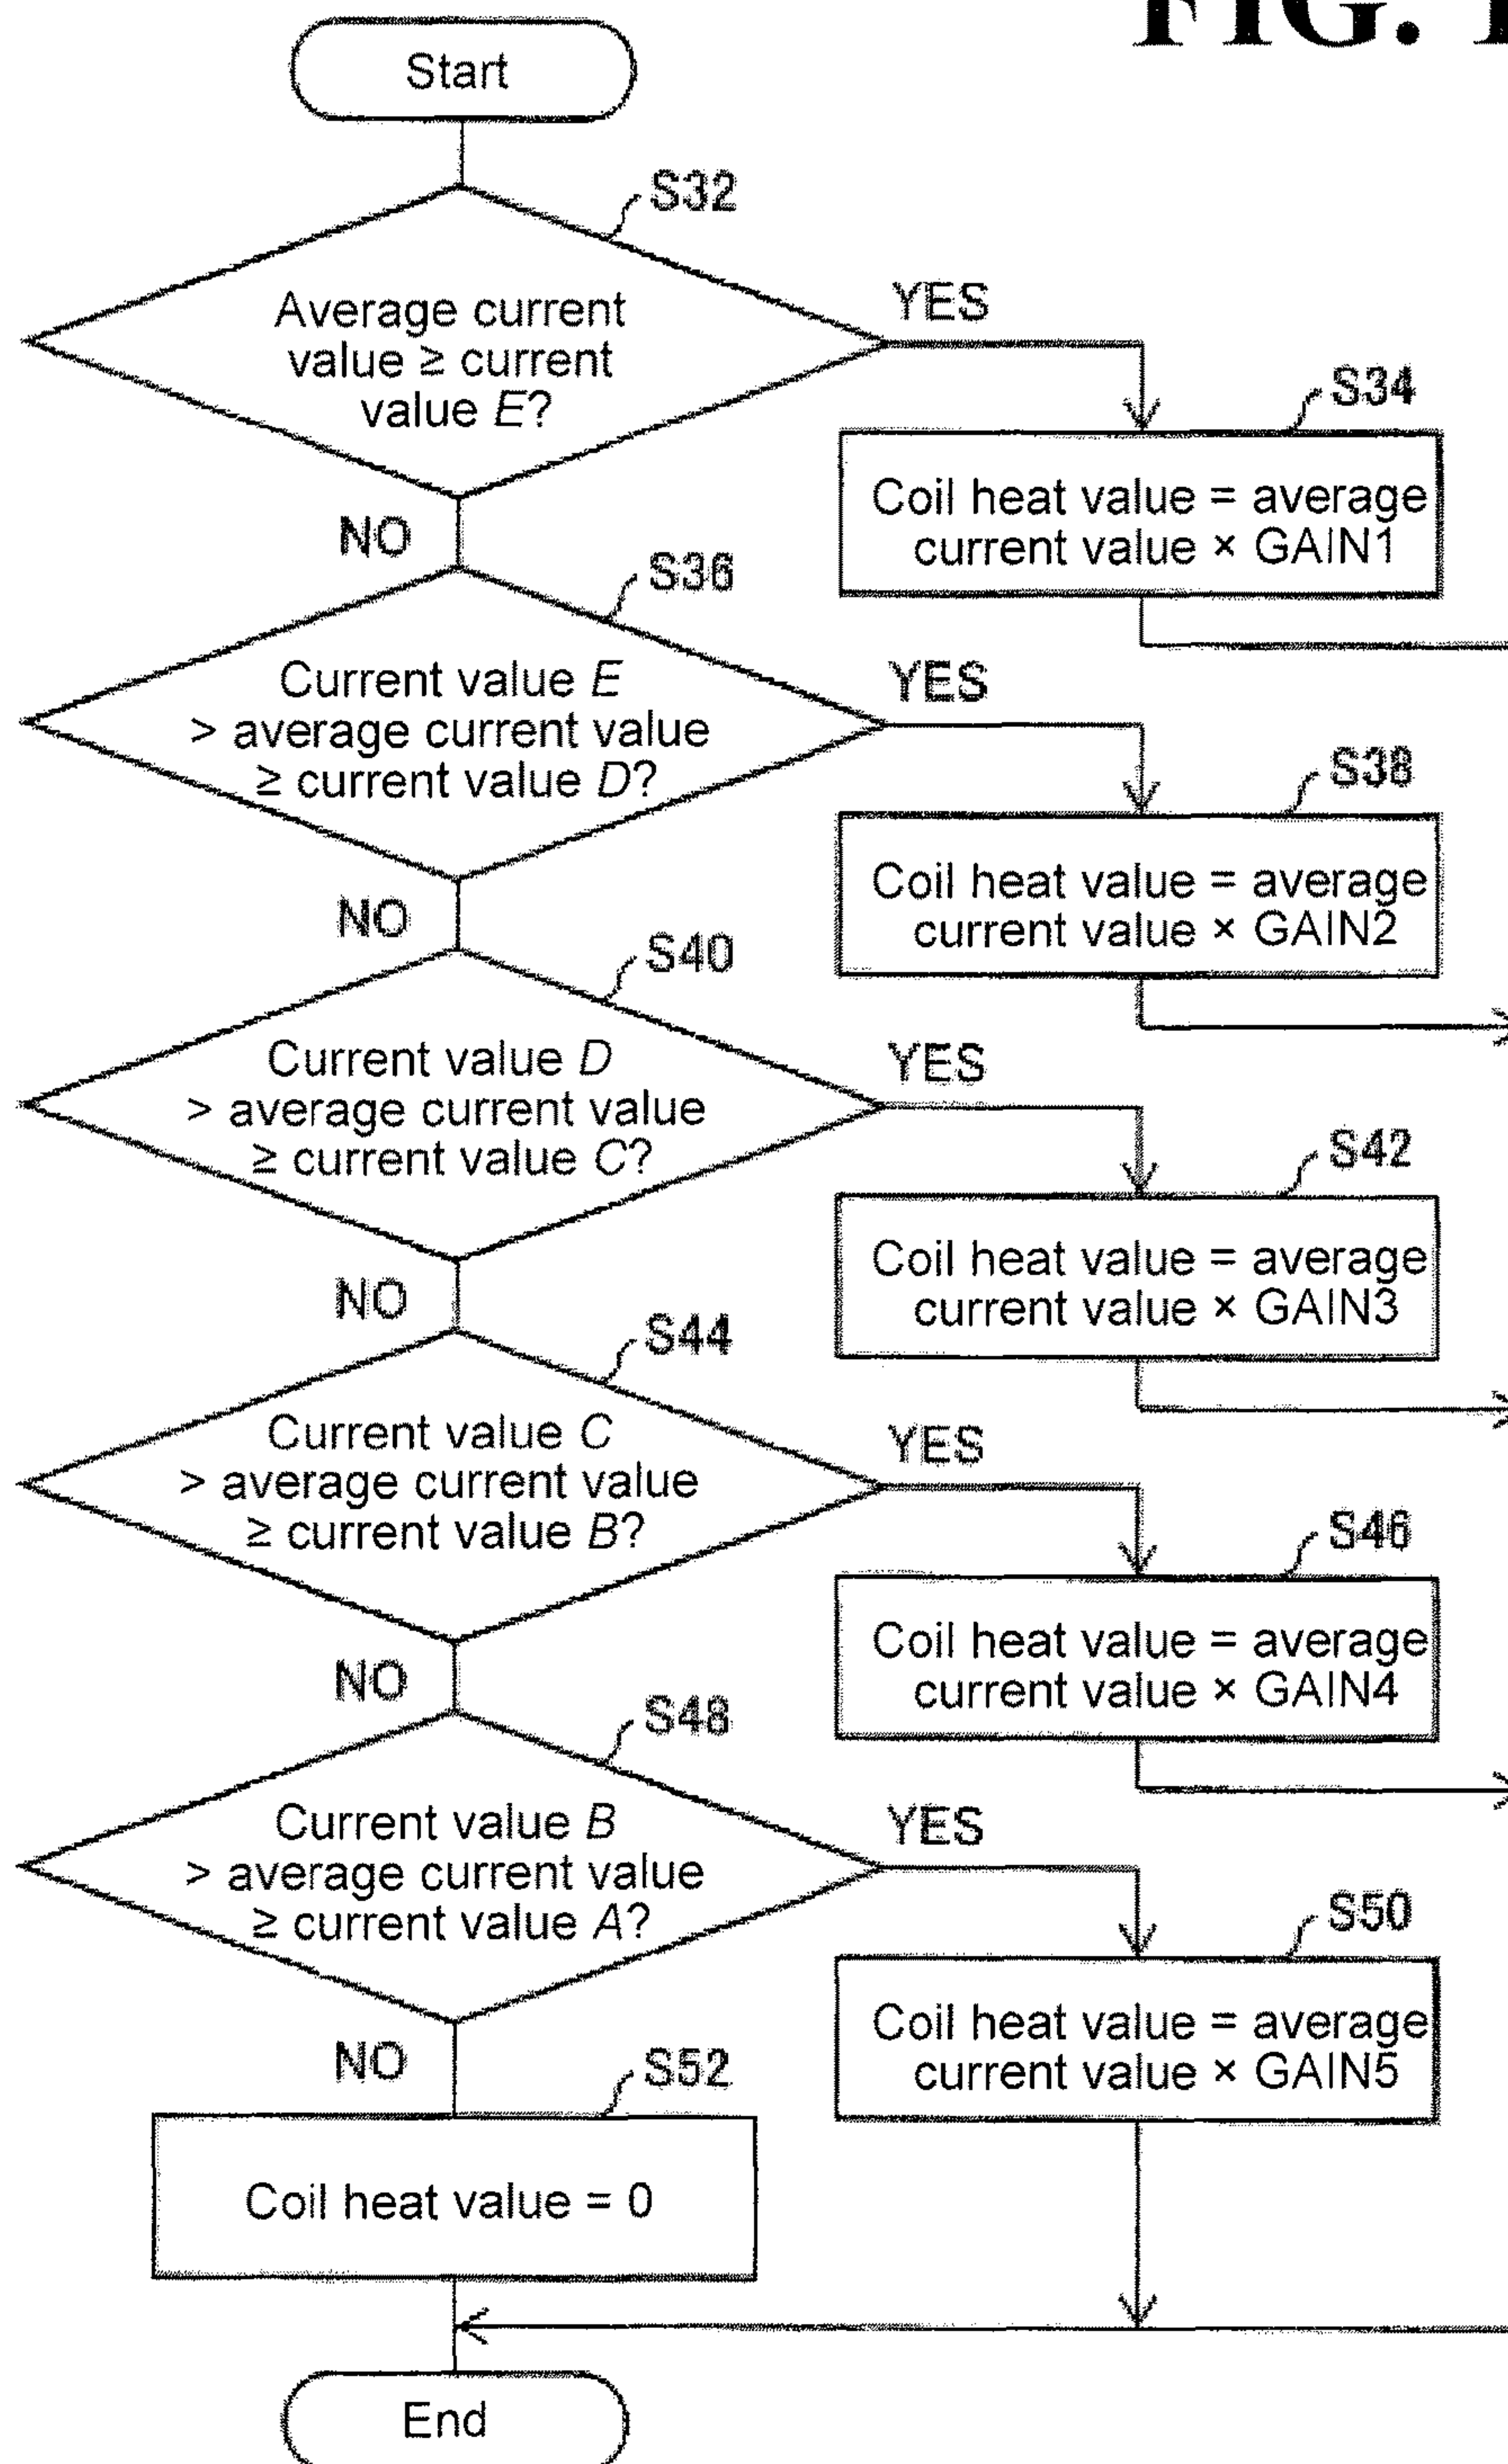 FIG.
Start
S32
Average current
value ≥ current
value E?
YES
S34
Coil heat value = average
current value × GAIN1
NO
S36
Current value E
> average current value
≥ current value D?
YES
S38
Coil heat value = average
current value × GAIN2
NO
S40
Current value D
> average current value
≥ current value C?
YES
S42
Coil heat value = average
current value × GAIN3
NO
S44
Current value C
> average current value
≥ current value B?
YES
S46
Coil heat value = average
current value × GAIN4
NO
S48
Current value B
> average current value
≥ current value A?
YES
S50
Coil heat value = average
current value × GAIN5
NO
S52
Coil heat value = 0
End